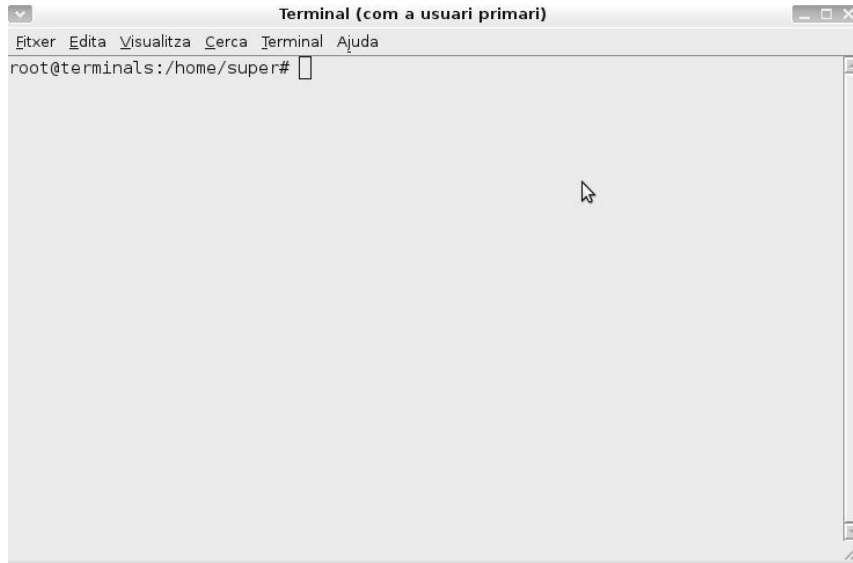 Terminal (com a usuari primari)
Fitxer Edita Visualitza Cerca Terminal Ajuda
root@terminals:/home/super#